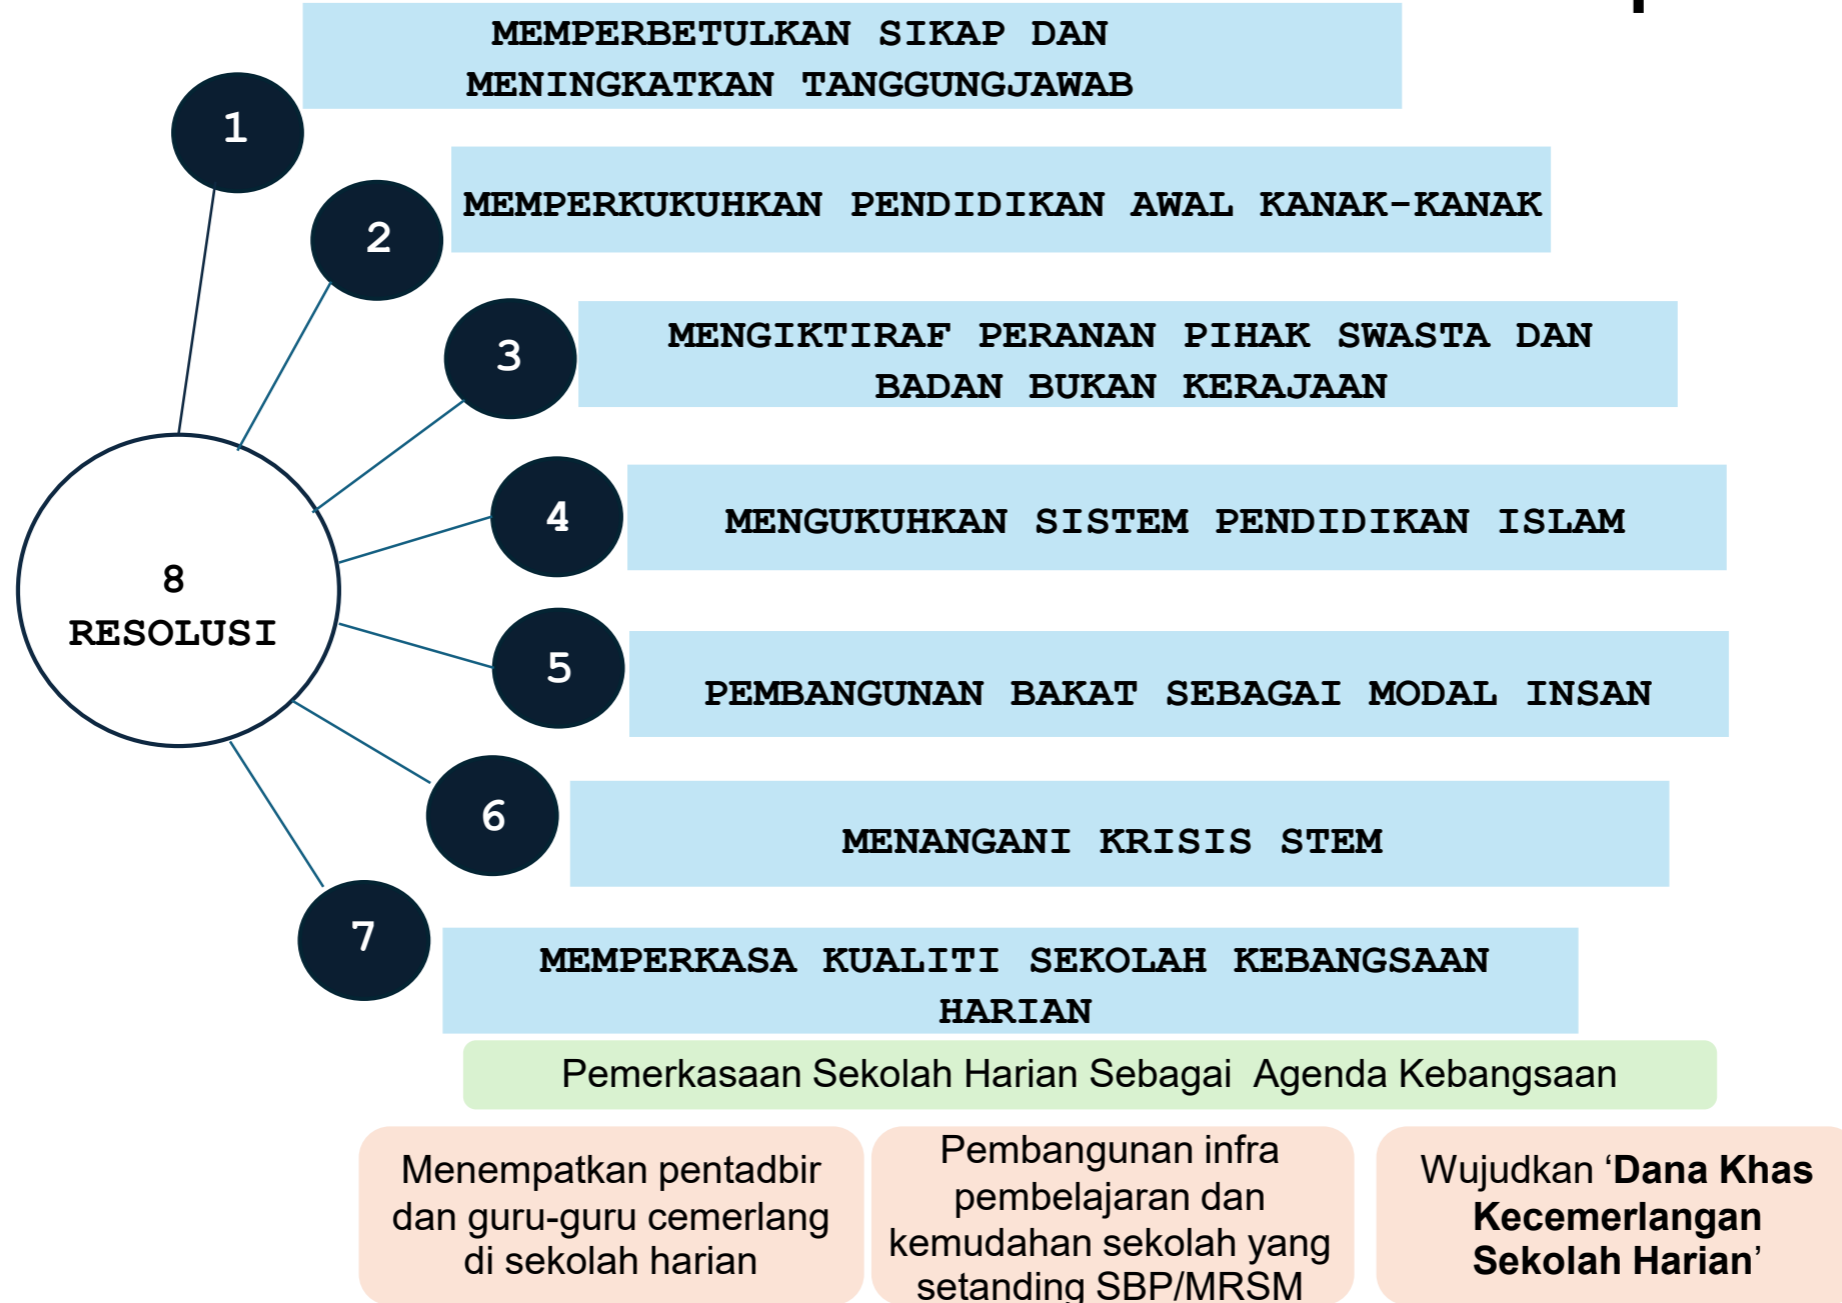 MEMPERBETULKAN SIKAP DAN
MENINGKATKAN TANGGUNGJAWAB
1
2
MEMPERKUKUHKAN PENDIDIKAN AWAL KANAK-KANAK
3
MENGIKTIRAF PERANAN PIHAK SWASTA DAN
BADAN BUKAN KERAJAAN
4
MENGUKUHKAN SISTEM PENDIDIKAN ISLAM
8
RESOLUSI
5
PEMBANGUNAN BAKAT SEBAGAI MODAL INSAN
6
MENANGANI KRISIS STEM
7
MEMPERKASA KUALITI SEKOLAH KEBANGSAAN
HARIAN
Pemerkasaan Sekolah Harian Sebagai Agenda Kebangsaan
Menempatkan pentadbir
dan guru-guru cemerlang
di sekolah harian
Pembangunan infra
pembelajaran dan
kemudahan sekolah yang
setanding SBP/MRSM
Wujudkan ‘Dana Khas
Kecemerlangan
Sekolah Harian’